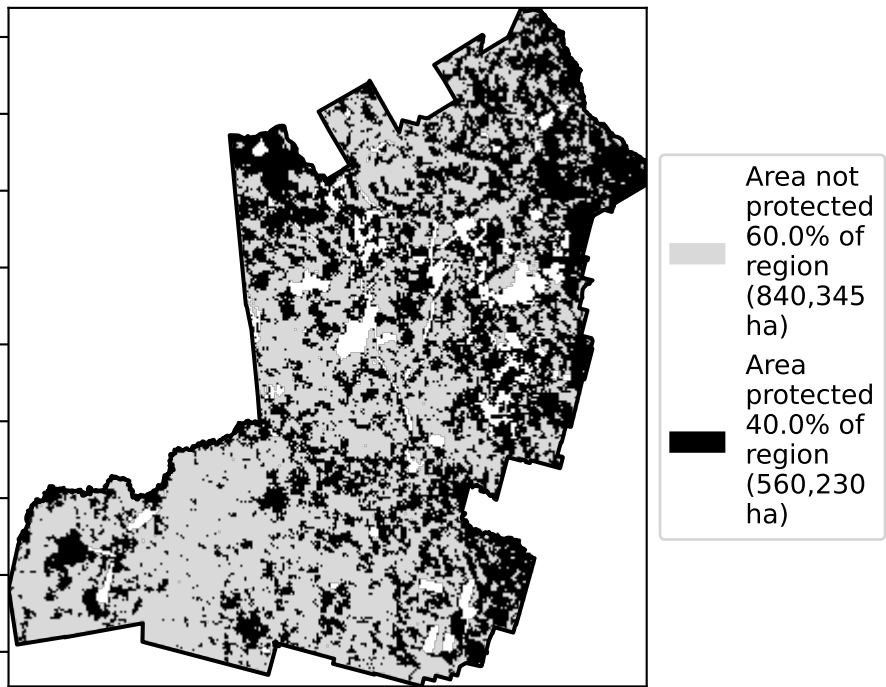 Area not
protected
60.0% of
region
(840,345
ha)
Area
protected
40.0% of
region
(560,230
ha)